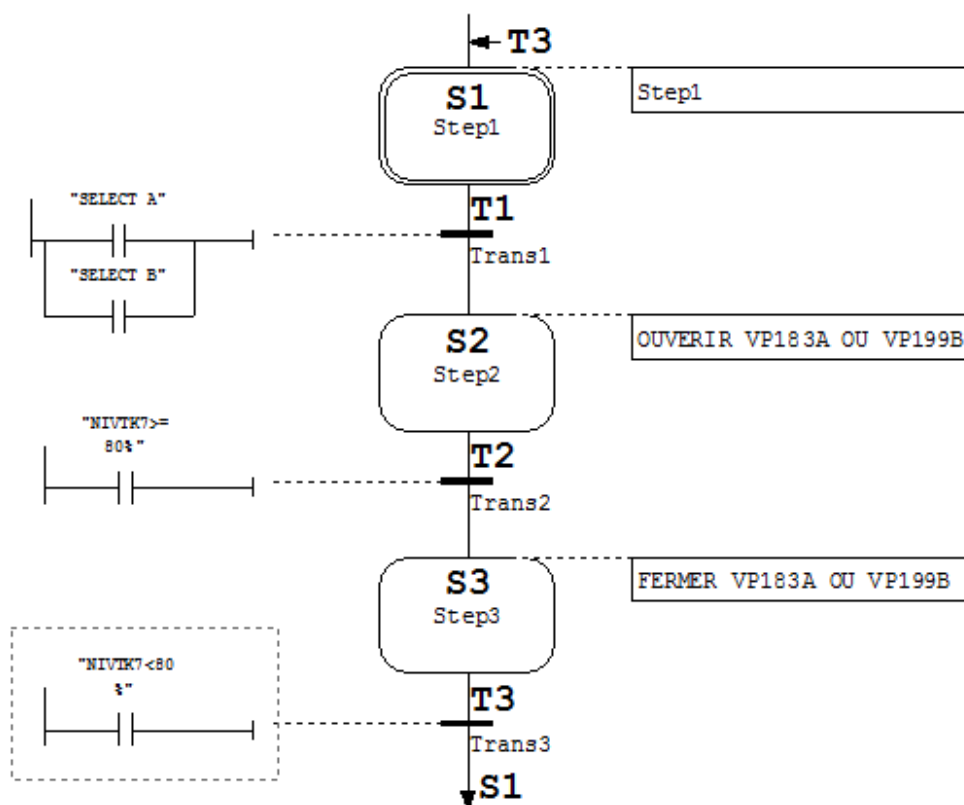 T3
S1
Step1
Step1
"SELECT A"
T1
Trans1
"SELECT B"
S2
Step2
OUVERIR VP183A OU VP199B
"NIVTK7>=
80%"
T2
Trans2
S3
Step3
FERMER VP183A OU VP199B
"NIVTK7<80
%"
T3
Trans3
S1